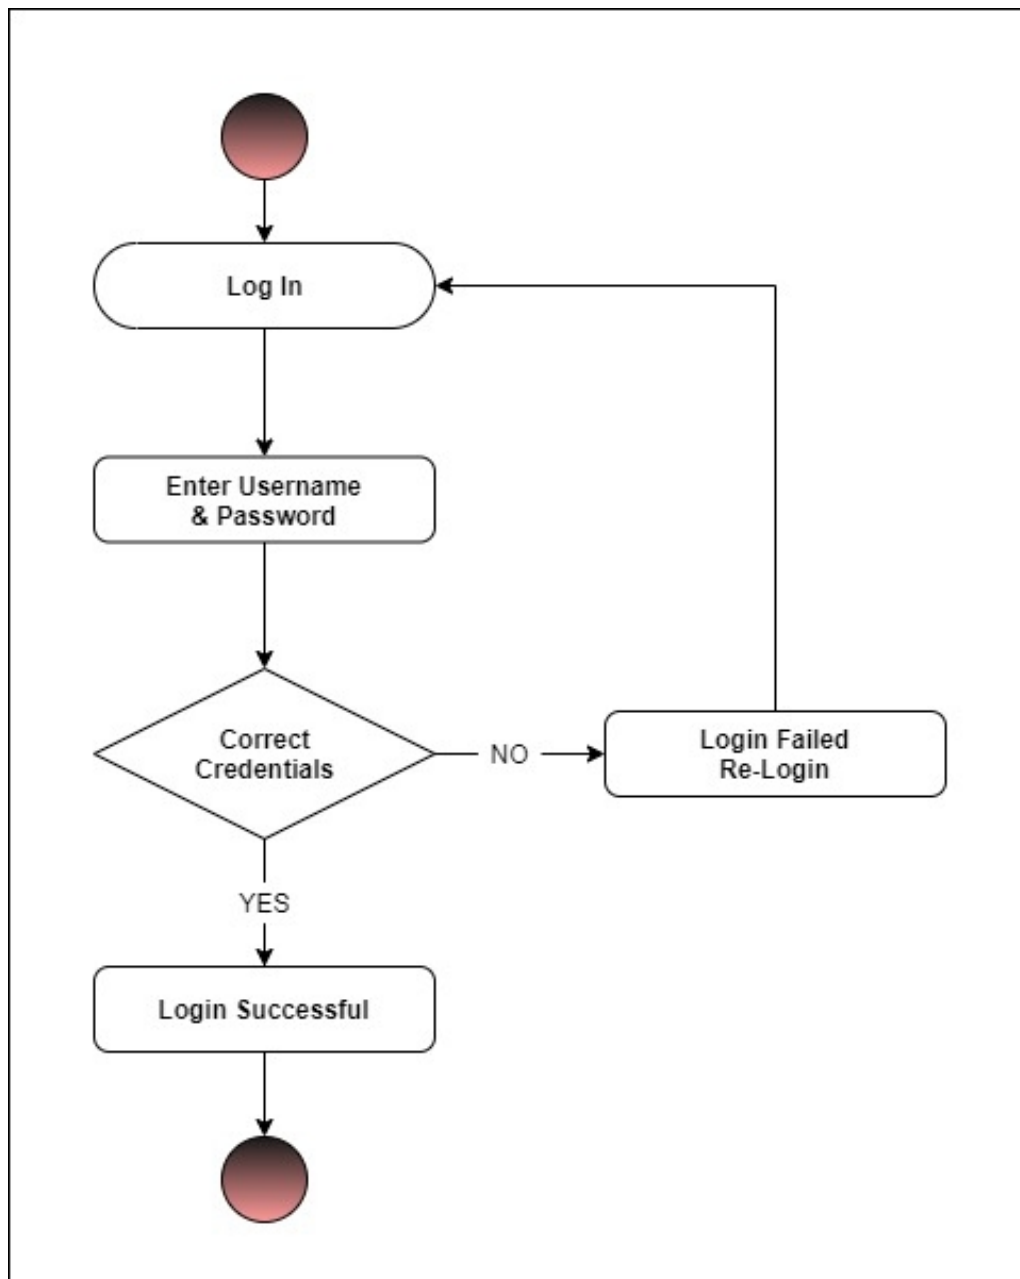 Log In
Enter Username
& Password
Correct
Credentials
NO
Login Failed
Re-Login
YES
Login Successful